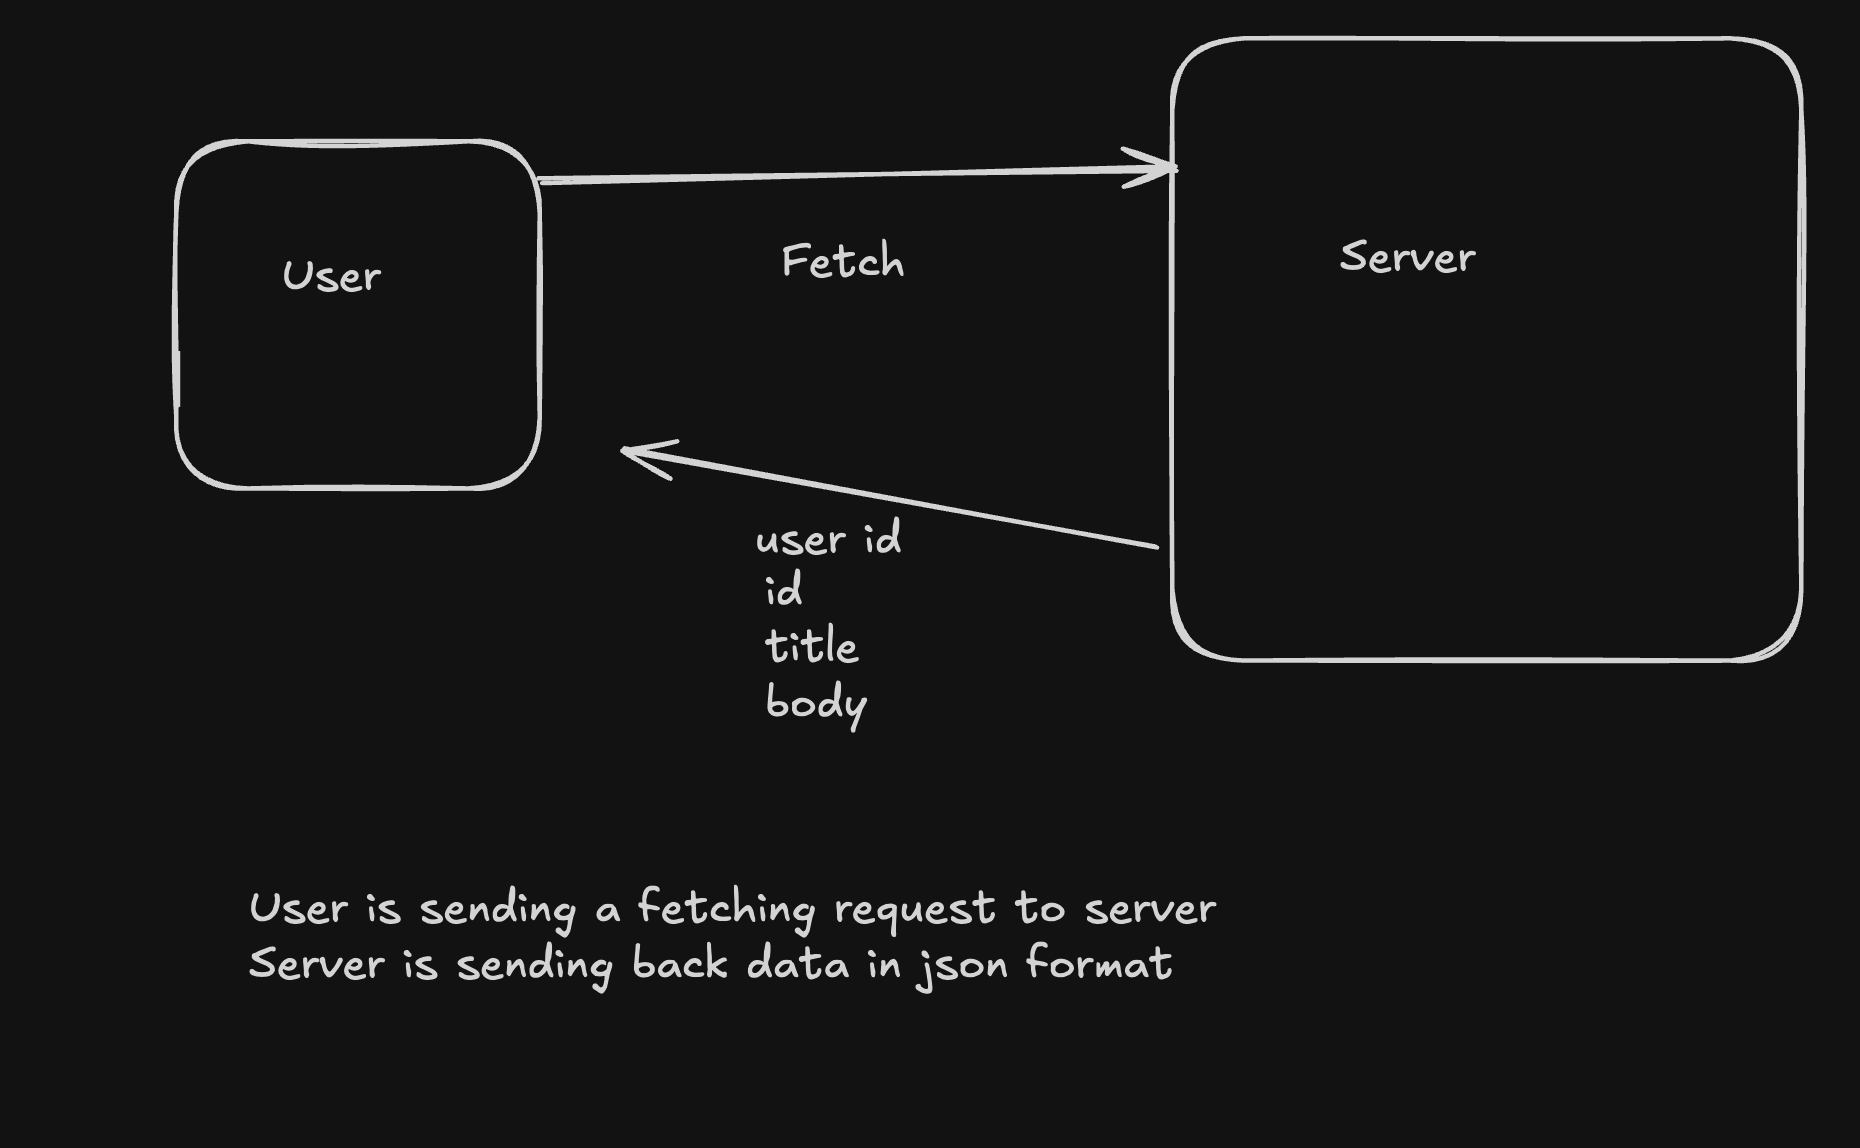 User
Fetch
Server
user id
id
title
body
User is sending a fetching request to server
Server is sending back data in json format